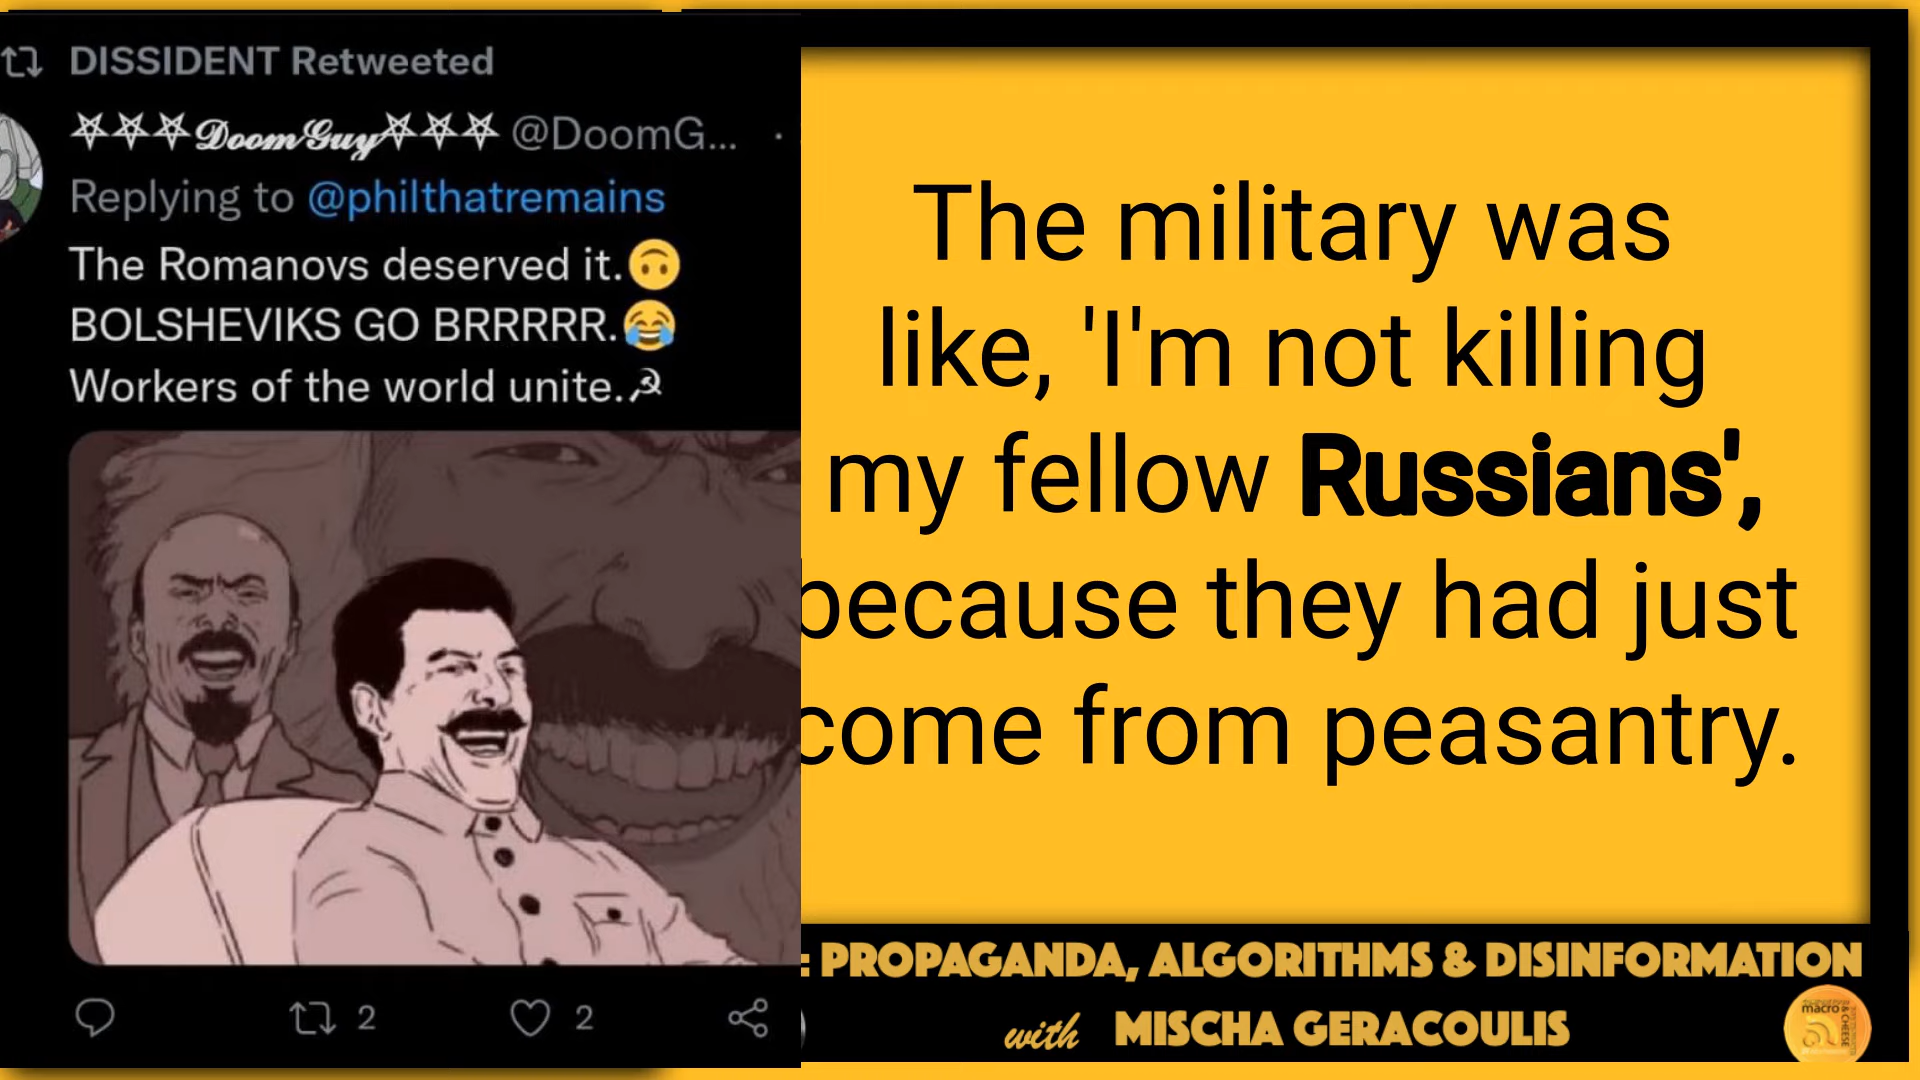 DISSIDENT Retweeted
⛧⛧⛧𝓓𝓸𝓸𝓶𝓖𝓾𝔂⛧⛧⛧ @DoomG... ·
Replying to @philthatremains
The Romanovs deserved it.🙃
BOLSHEVIKS GO BRRRRR.😂
Workers of the world unite.☭
2 2
The military was
like, 'I'm not killing
my fellow Russians',
because they had just
come from peasantry.
: PROPAGANDA, ALGORITHMS & DISINFORMATION
with MISCHA GERACOULIS
macro
& CHEESE